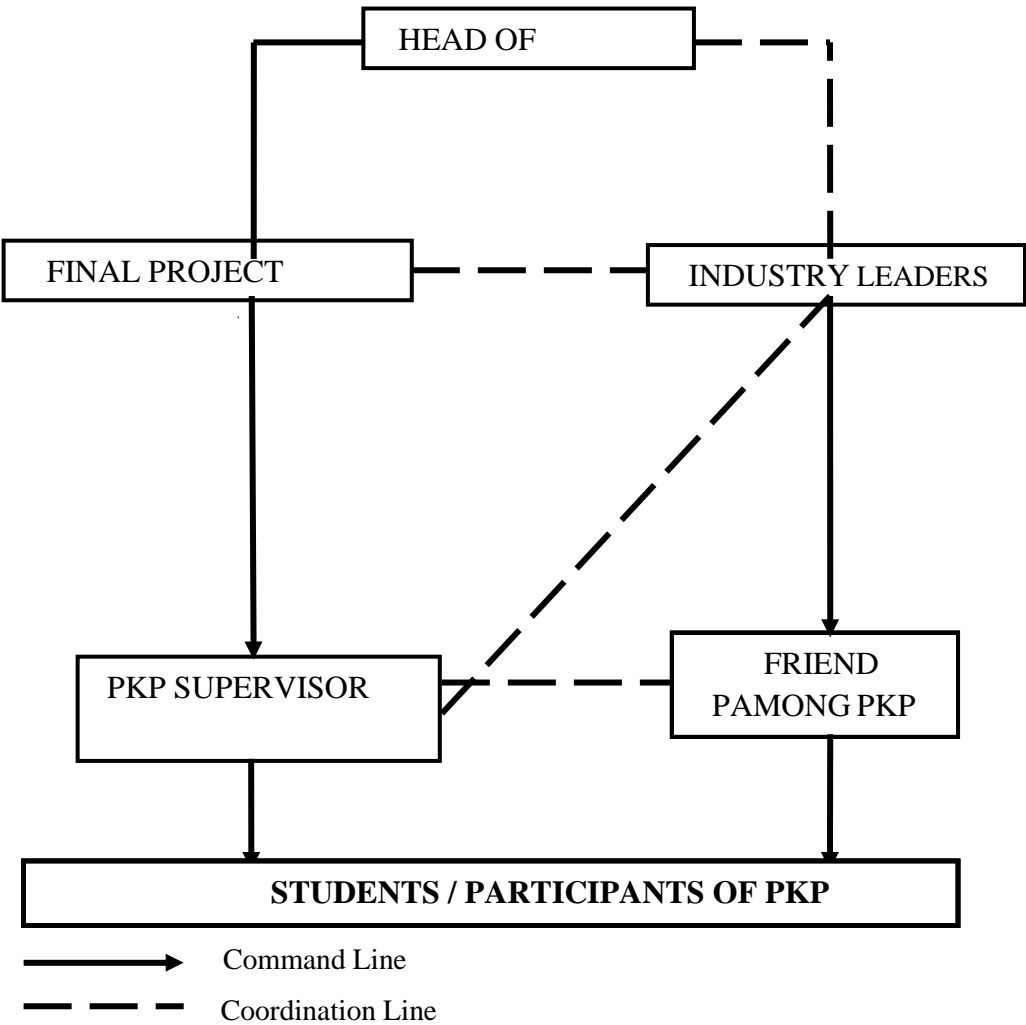 HEAD OF
FINAL PROJECT
INDUSTRY LEADERS
PKP SUPERVISOR
FRIEND
PAMONG PKP
STUDENTS / PARTICIPANTS OF PKP
Command Line
Coordination Line